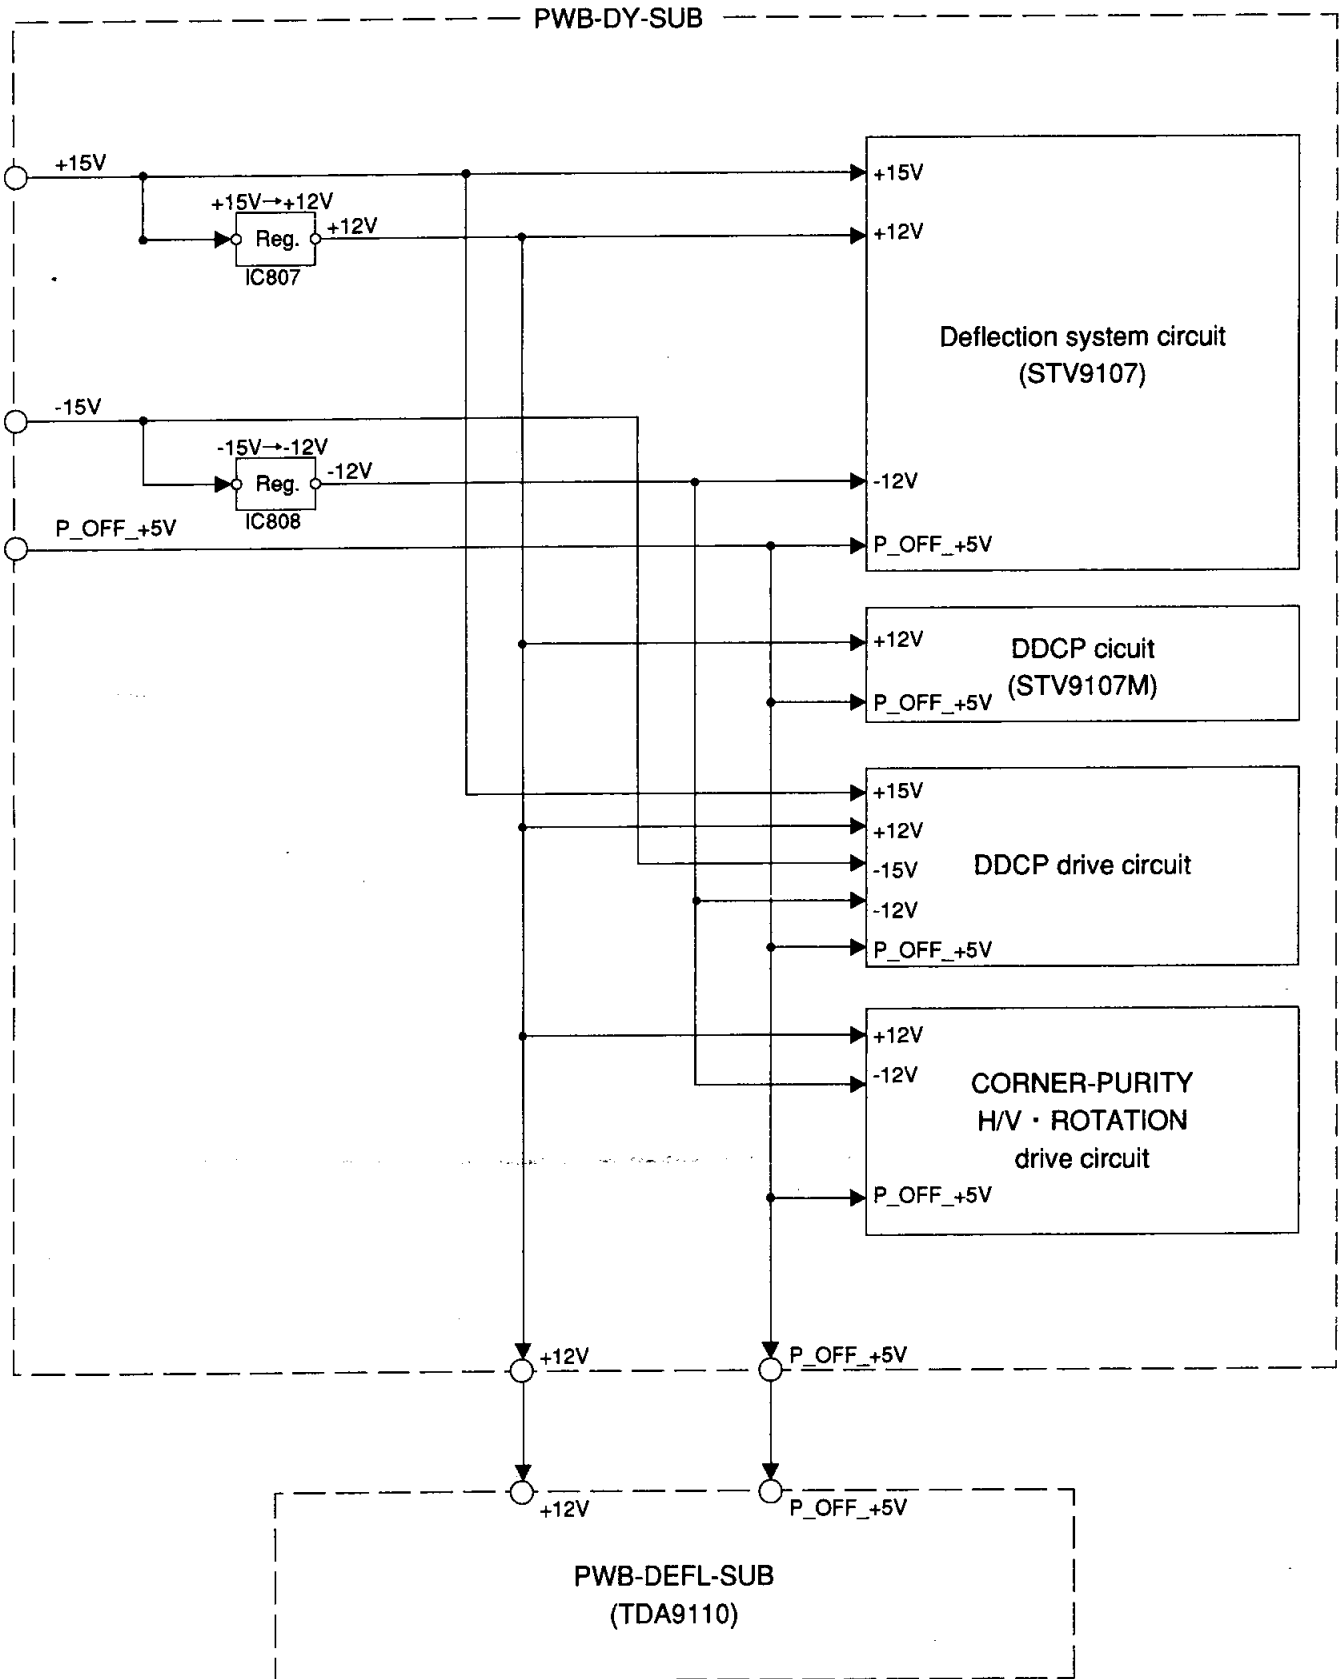 PWB-DY-SUB
+15V
+15V→+12V
Reg.
+12V
IC807
+15V
+12V
Deflection system circuit
(STV9107)
-12V
P_OFF_+5V
-15V
-15V→-12V
Reg.
-12V
IC808
P_OFF_+5V
+12V
DDCP cicuit
(STV9107M)
P_OFF_+5V
+15V
+12V
-15V
DDCP drive circuit
-12V
P_OFF_+5V
+12V
-12V
CORNER-PURITY
H/V・ROTATION
drive circuit
P_OFF_+5V
+12V
P_OFF_+5V
+12V
P_OFF_+5V
PWB-DEFL-SUB
(TDA9110)